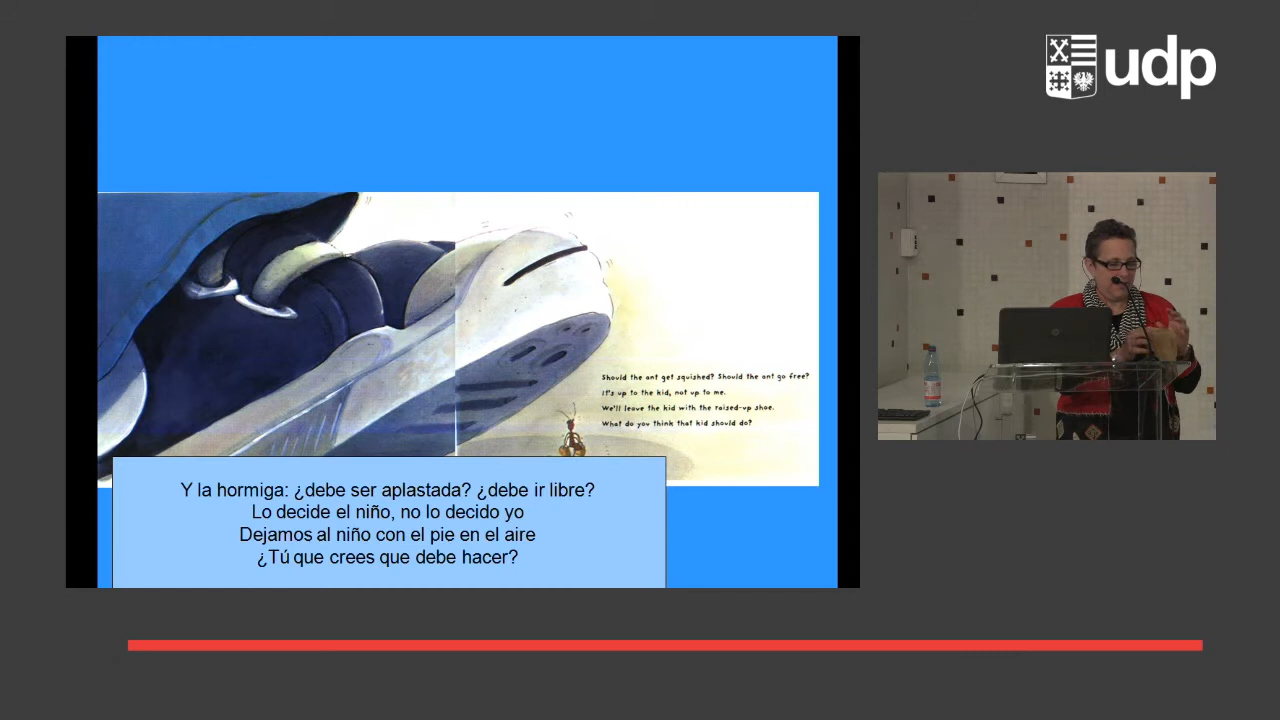 udp
Should the ant get squished? Should the ant go free?
It's up to the kid, not up to me.
We'll leave the kid with the raised-up shoe.
What do you think that kid should do?
Y la hormiga: ¿debe ser aplastada? ¿debe ir libre?
Lo decide el niño, no lo decido yo
Dejamos al niño con el pie en el aire
¿Tú que crees que debe hacer?